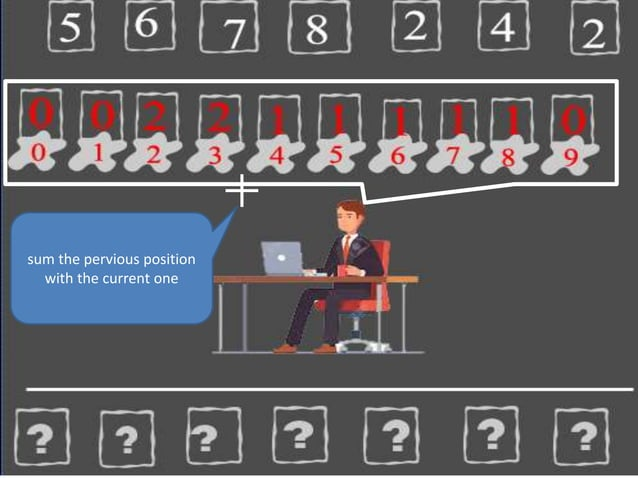 5 6 7 8 2 4 2
0 0 2 2 1 1 1 1 1 0
0 1 2 3 4 5 6 7 8 9
sum the pervious position
with the current one
? ? ? ? ? ? ?